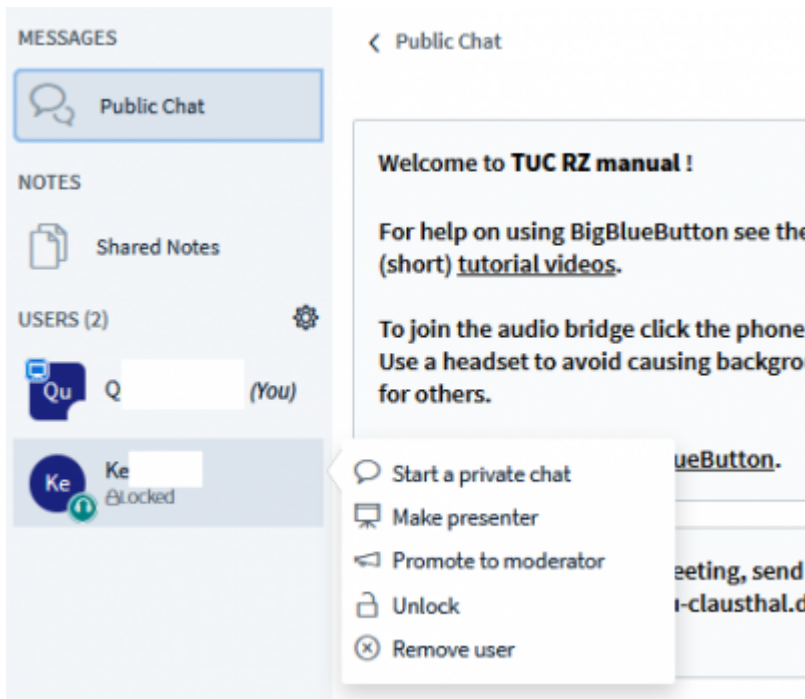 MESSAGES
Public Chat
NOTES
Shared Notes
USERS (2)
Qu
Q (You)
Ke
Ke
Locked
Public Chat
Welcome to TUC RZ manual !
For help on using BigBlueButton see the
(short) tutorial videos.
To join the audio bridge click the phone
Use a headset to avoid causing backgrou
for others.
ueButton.
Start a private chat
Make presenter
Promote to moderator
Unlock
Remove user
eeting, send
-clausthal.d